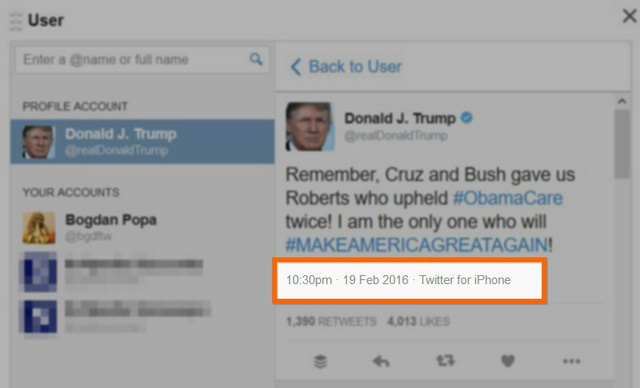 User
Enter a @name or full name
PROFILE ACCOUNT
Donald J. Trump
@realDonaldTrump
YOUR ACCOUNTS
Bogdan Popa
@bgdftw
Back to User
Donald J. Trump
@realDonaldTrump
Remember, Cruz and Bush gave us
Roberts who upheld #ObamaCare
twice! I am the only one who will
#MAKEAMERICAGREATAGAIN!
10:30pm · 19 Feb 2016 · Twitter for iPhone
1,390 RETWEETS 4,013 LIKES